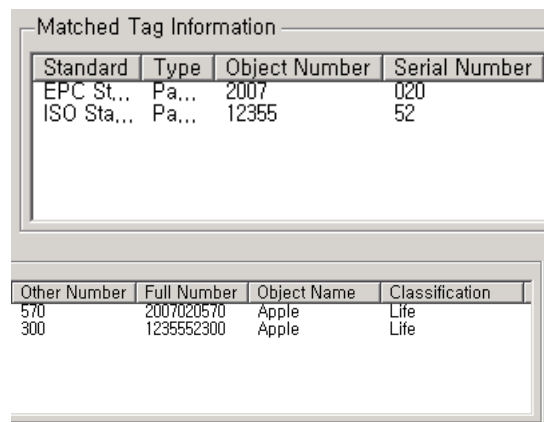 Matched Tag Information
Standard Type Object Number Serial Number
EPC St... Pa... 2007 020
ISO Sta... Pa... 12355 52
Other Number Full Number Object Name Classification
570 2007020570 Apple Life
300 1235552300 Apple Life